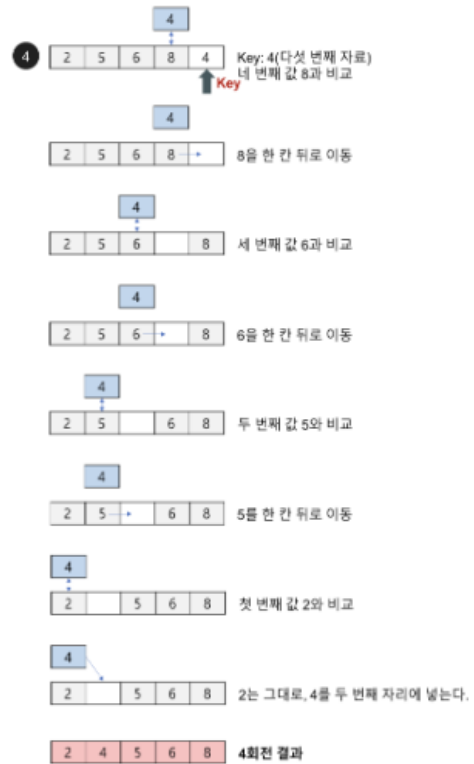 4
4 2 5 6 8 4 Key: 4(다섯 번째 자료)
네 번째 값 8과 비교
Key
4
2 5 6 8 8을 한 칸 뒤로 이동
4
2 5 6 8 세 번째 값 6과 비교
4
2 5 6 8 6을 한 칸 뒤로 이동
4
2 5 6 8 두 번째 값 5와 비교
4
2 5 6 8 5를 한 칸 뒤로 이동
4
2 5 6 8 첫 번째 값 2와 비교
4
2 5 6 8 2는 그대로, 4를 두 번째 자리에 넣는다.
2 4 5 6 8 4회전 결과